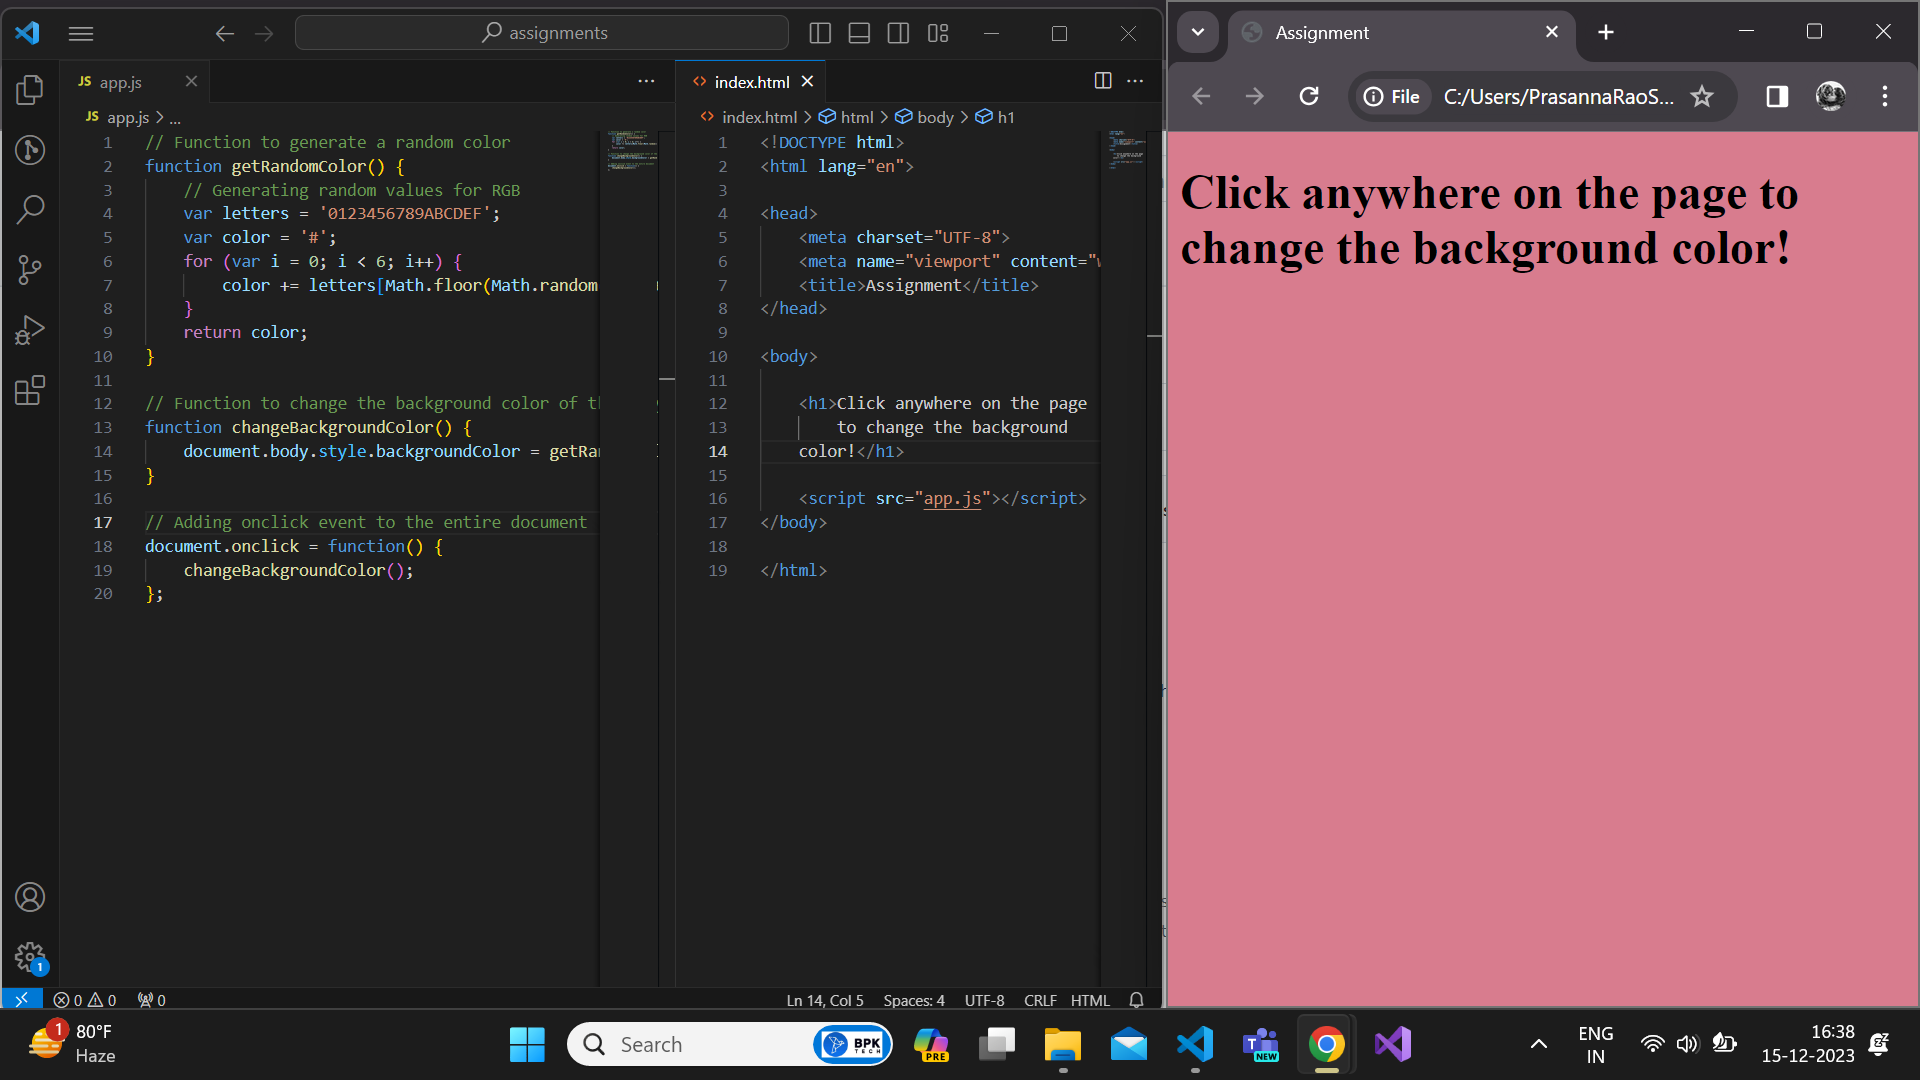 assignments
JS app.js
JS app.js > ...
1 // Function to generate a random color
2 function getRandomColor() {
3 // Generating random values for RGB
4 var letters = '0123456789ABCDEF';
5 var color = '#';
6 for (var i = 0; i < 6; i++) {
7 color += letters[Math.floor(Math.random
8 }
9 return color;
10 }
11
12 // Function to change the background color of
13 function changeBackgroundColor() {
14 document.body.style.backgroundColor = getRa
15 }
16
17 // Adding onclick event to the entire document
18 document.onclick = function() {
19 changeBackgroundColor();
20 };
index.html
index.html > html > body > h1
1 <!DOCTYPE html>
2 <html lang="en">
3
4 <head>
5 <meta charset="UTF-8">
6 <meta name="viewport" content="
7 <title>Assignment</title>
8 </head>
9
10 <body>
11
12 <h1>Click anywhere on the page
13 to change the background
14 color!</h1>
15
16 <script src="app.js"></script>
17 </body>
18
19 </html>
1
0 0 0
Ln 14, Col 5 Spaces: 4 UTF-8 CRLF HTML
Assignment
File C:/Users/PrasannaRaoS...
Click anywhere on the page to
change the background color!
1 80°F
Haze
Search
BPK
TECH
PRE
NEW
ENG
IN
16:38
15-12-2023